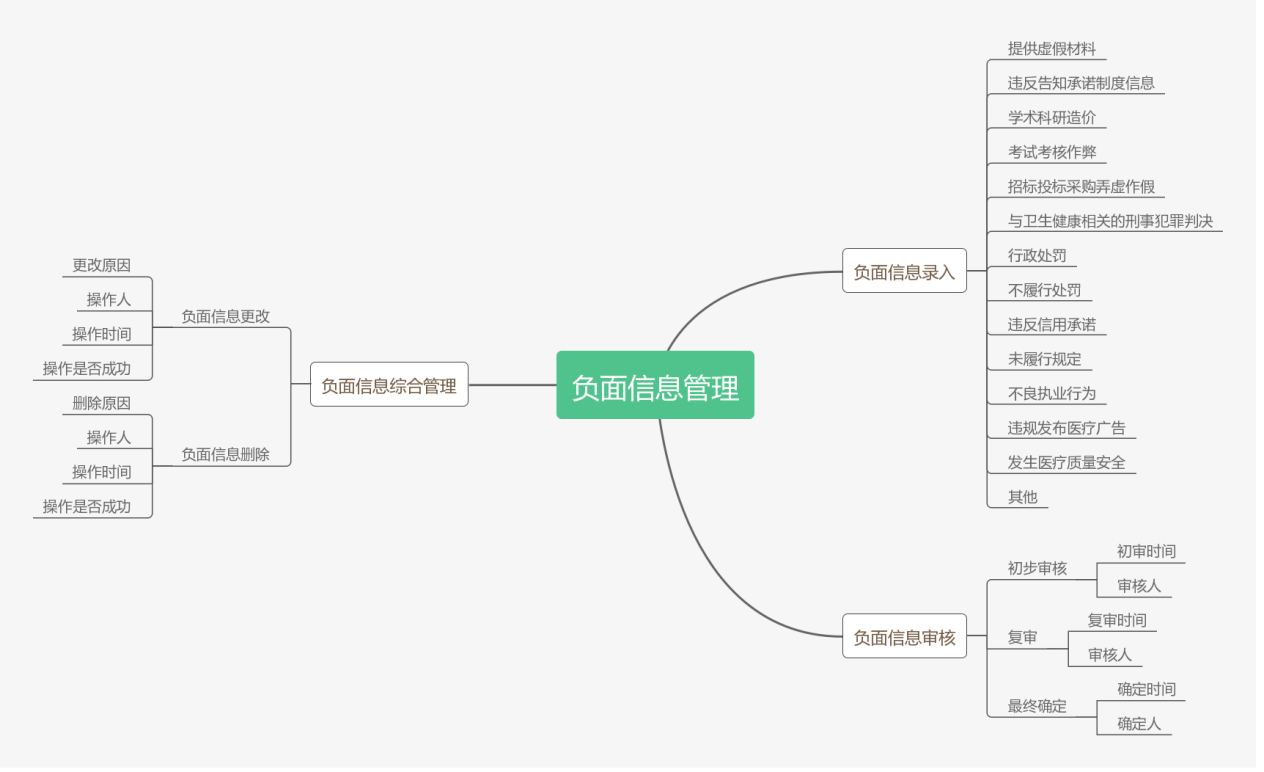 负面信息管理
负面信息录入
提供虚假材料
违反告知承诺制度信息
学术科研造价
考试考核作弊
招标投标采购弄虚作假
与卫生健康相关的刑事犯罪判决
行政处罚
不履行处罚
违反信用承诺
未履行规定
不良执业行为
违规发布医疗广告
发生医疗质量安全
其他
负面信息审核
初步审核
初审时间
审核人
复审
复审时间
审核人
最终确定
确定时间
确定人
负面信息综合管理
负面信息更改
更改原因
操作人
操作时间
操作是否成功
负面信息删除
删除原因
操作人
操作时间
操作是否成功